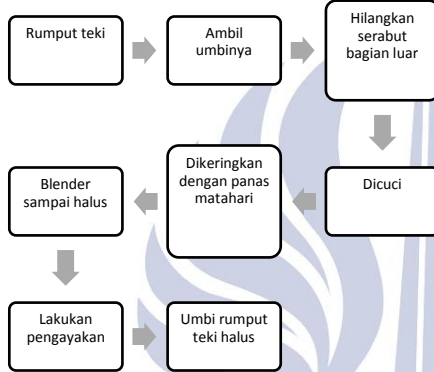 Rumput teki
Ambil
umbinya
Hilangkan
serabut
bagian luar
Dicuci
Dikeringkan
dengan panas
matahari
Blender
sampai halus
Lakukan
pengayakan
Umbi rumput
teki halus